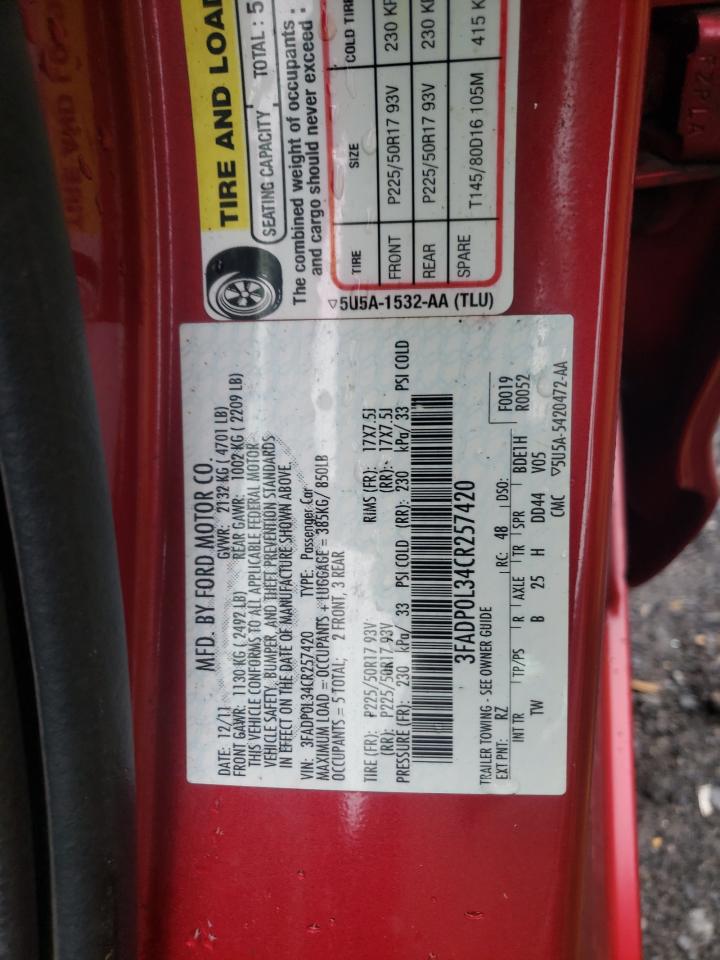 TIRE AND LOA
SEATING CAPACITY TOTAL : 5
The combined weight of occupants
and cargo should never exceed :
TIRE SIZE COLD TIRE
FRONT P225/50R17 93V 230 KP
REAR P225/50R17 93V 230 KP
SPARE T145/80D16 105M 415 K
5U5A-1532-AA (TLU)
MFD. BY FORD MOTOR CO.
DATE: 12/11 GVWR: 2132 KG ( 4701 LB)
FRONT GAWR: 1130 KG ( 2492 LB) REAR GAWR: 1002 KG ( 2209 LB)
THIS VEHICLE CONFORMS TO ALL APPLICABLE FEDERAL MOTOR
VEHICLE SAFETY, BUMPER, AND THEFT PREVENTION STANDARDS
IN EFFECT ON THE DATE OF MANUFACTURE SHOWN ABOVE.
VIN: 3FADP0L34CR257420 TYPE: Passenger Car
MAXIMUM LOAD = OCCUPANTS + LUGGAGE = 385KG/ 850LB
OCCUPANTS = 5 TOTAL; 2 FRONT, 3 REAR
TIRE (FR): P225/50R17 93V RIMS (FR): 17X7.5J
(RR): P225/50R17 93V (RR): 17X7.5J
PRESSURE (FR): 230 kPa/ 33 PSI COLD (RR): 230 kPa/ 33 PSI COLD
3FADP0L34CR257420
TRAILER TOWING - SEE OWNER GUIDE F0019
R0052
EXT PNT: RZ RC: 48 DSO:
INT TR TP/PS R AXLE TR SPR BDE1H
TW B 25 H DD44 V05
CMC 5U5A-5420472-AA
FZPLA